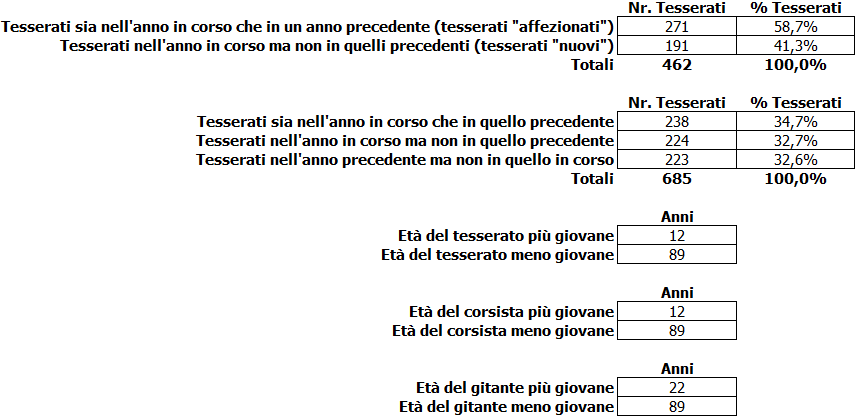 Nr. Tesserati % Tesserati
Tesserati sia nell'anno in corso che in un anno precedente (tesserati "affezionati") 271 58,7%
Tesserati nell'anno in corso ma non in quelli precedenti (tesserati "nuovi") 191 41,3%
Totali 462 100,0%
Nr. Tesserati % Tesserati
Tesserati sia nell'anno in corso che in quello precedente 238 34,7%
Tesserati nell'anno in corso ma non in quello precedente 224 32,7%
Tesserati nell'anno precedente ma non in quello in corso 223 32,6%
Totali 685 100,0%
Anni
Età del tesserato più giovane 12
Età del tesserato meno giovane 89
Anni
Età del corsista più giovane 12
Età del corsista meno giovane 89
Anni
Età del gitante più giovane 22
Età del gitante meno giovane 89